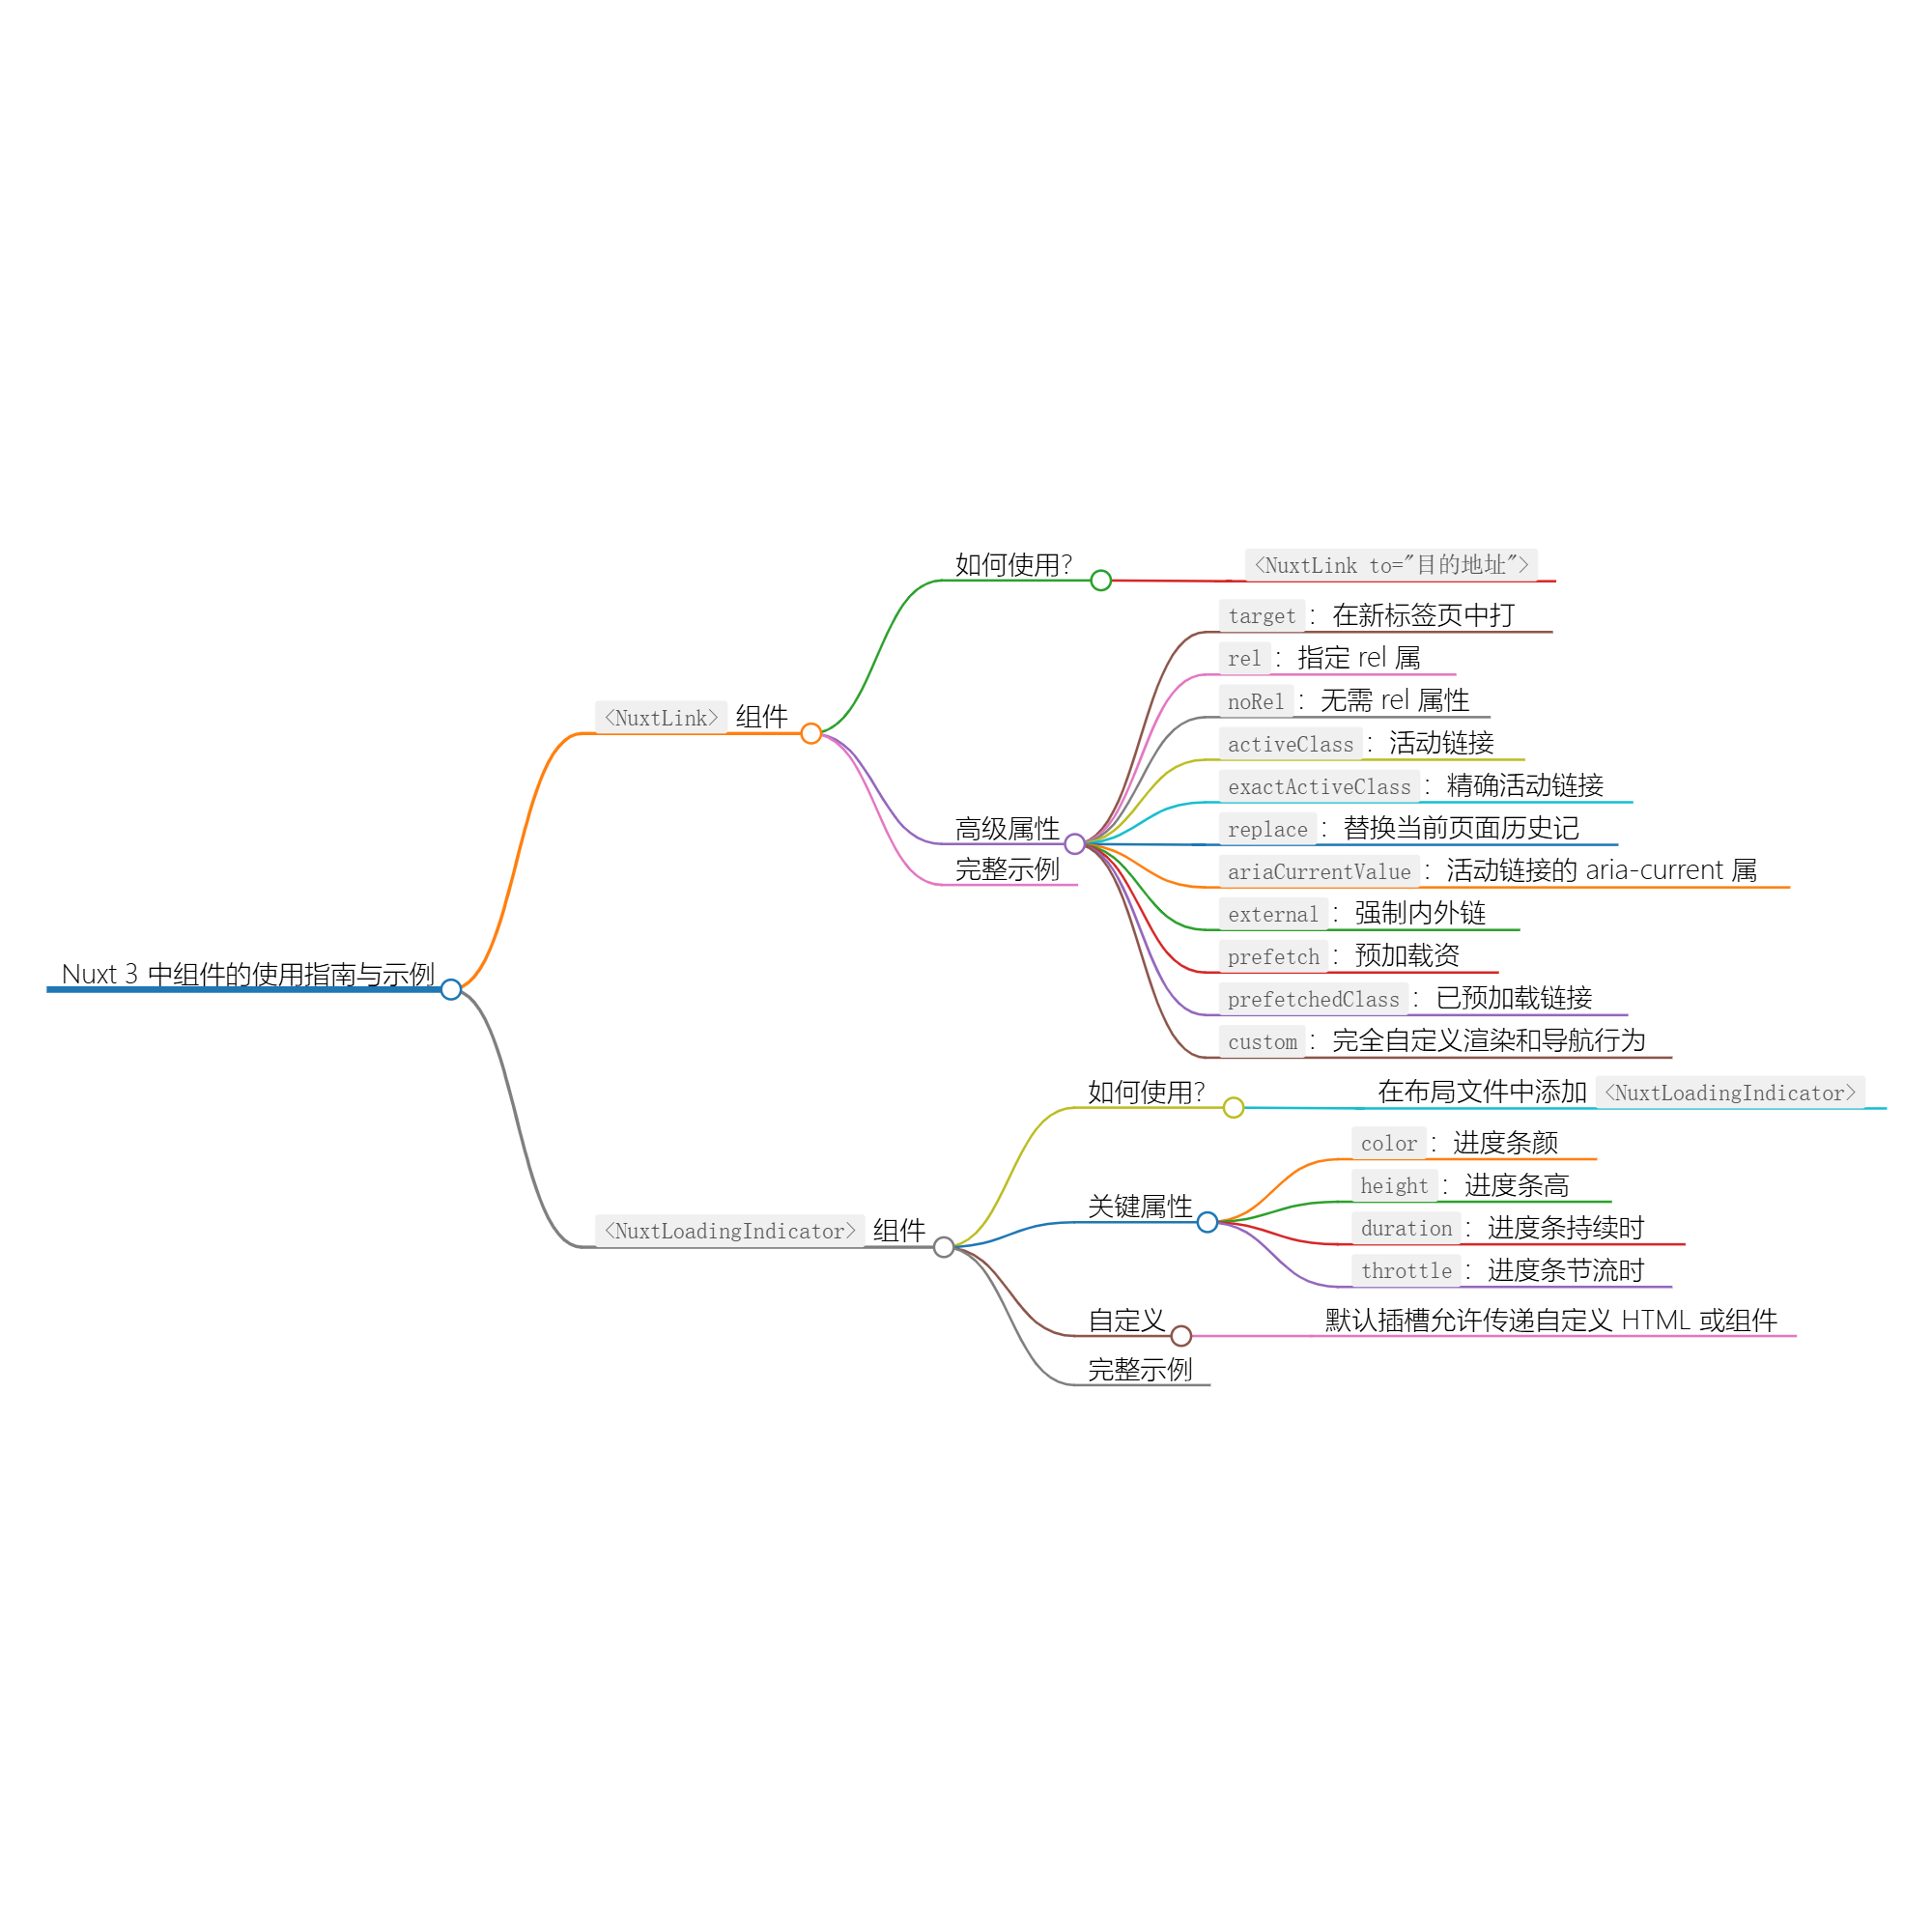 Nuxt 3 中组件的使用指南与示例
<NuxtLink> 组件
如何使用？
<NuxtLink to="目的地址">
高级属性
target：在新标签页中打
rel：指定 rel 属
noRel：无需 rel 属性
activeClass：活动链接
exactActiveClass：精确活动链接
replace：替换当前页面历史记
ariaCurrentValue：活动链接的 aria-current 属
external：强制内外链
prefetch：预加载资
prefetchedClass：已预加载链接
custom：完全自定义渲染和导航行为
完整示例
<NuxtLoadingIndicator> 组件
如何使用？
在布局文件中添加 <NuxtLoadingIndicator>
关键属性
color：进度条颜
height：进度条高
duration：进度条持续时
throttle：进度条节流时
自定义
默认插槽允许传递自定义 HTML 或组件
完整示例